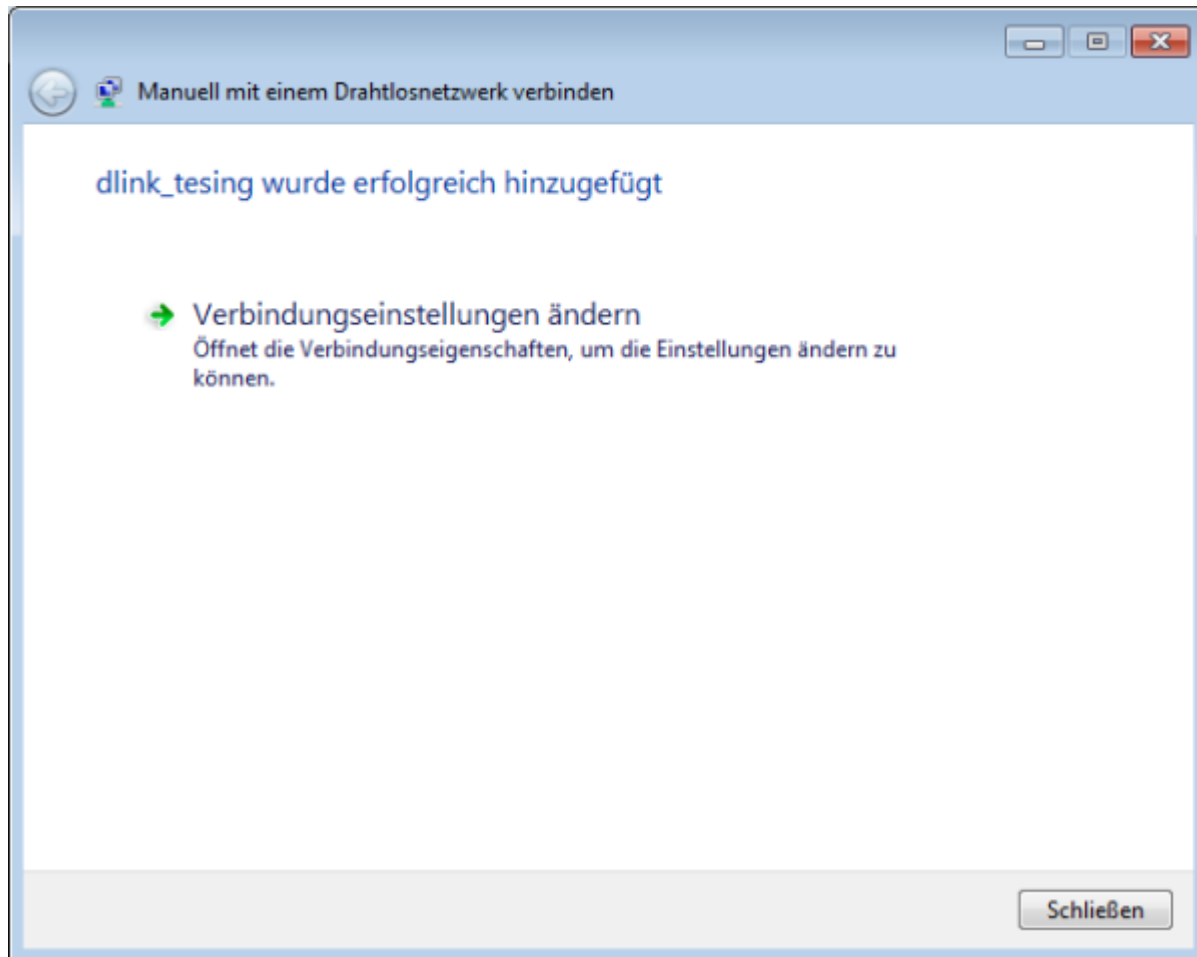 Manuell mit einem Drahtlosnetzwerk verbinden
dlink_tesing wurde erfolgreich hinzugefügt
Verbindungseinstellungen ändern
Öffnet die Verbindungseigenschaften, um die Einstellungen ändern zu
können.
Schließen